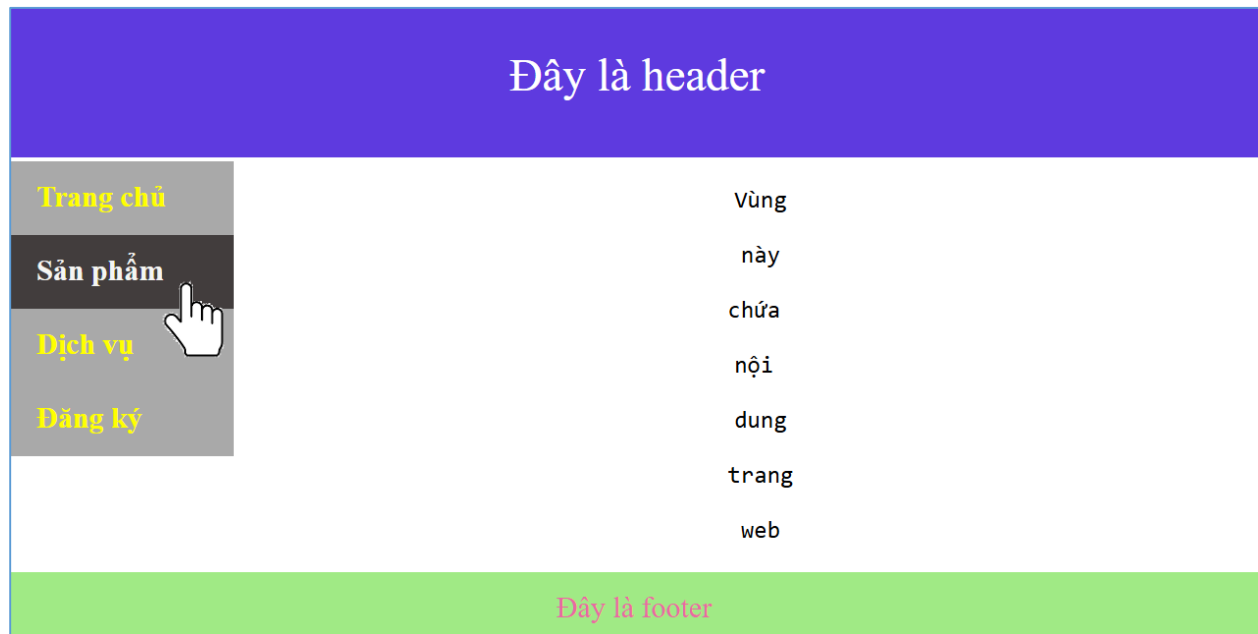 Đây là header
Trang chủ
Sản phẩm
Dịch vụ
Đăng ký
Vùng
này
chứa
nội
dung
trang
web
Đây là footer